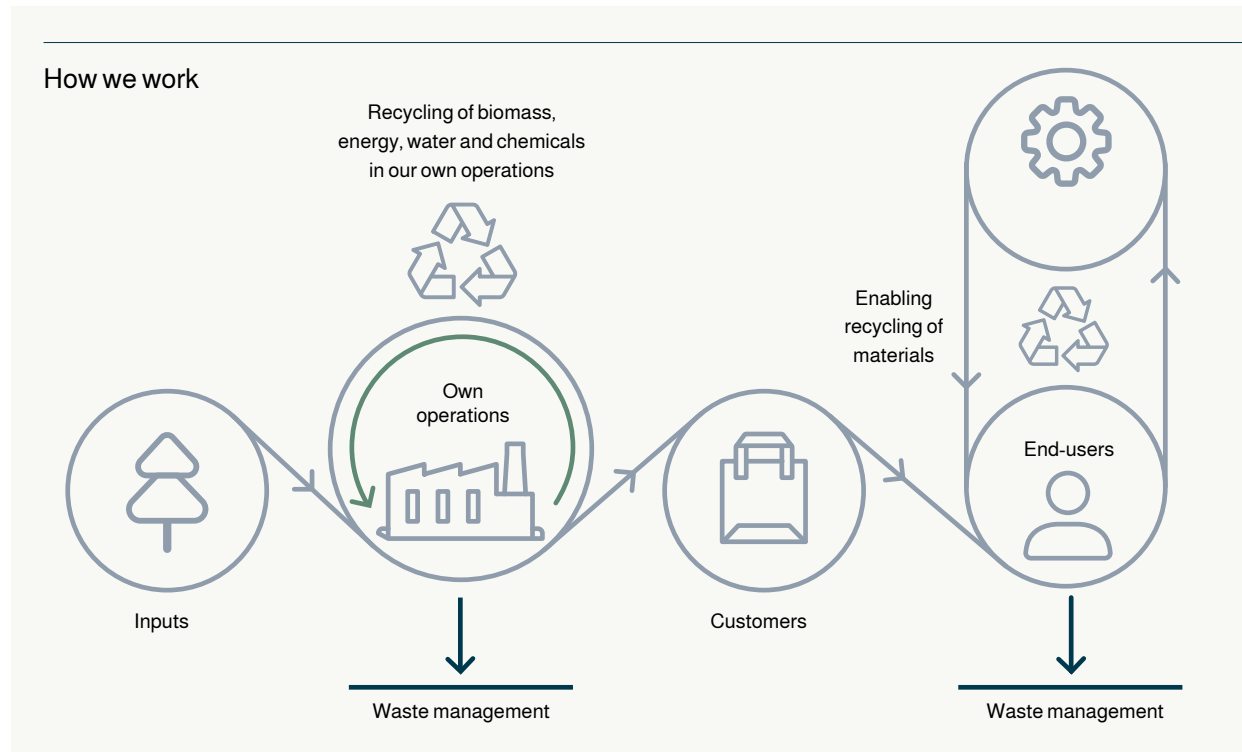 How we work
Recycling of biomass,
energy, water and chemicals
in our own operations
Enabling
recycling of
materials
Own
operations
End-users
Inputs
Customers
Waste management
Waste management